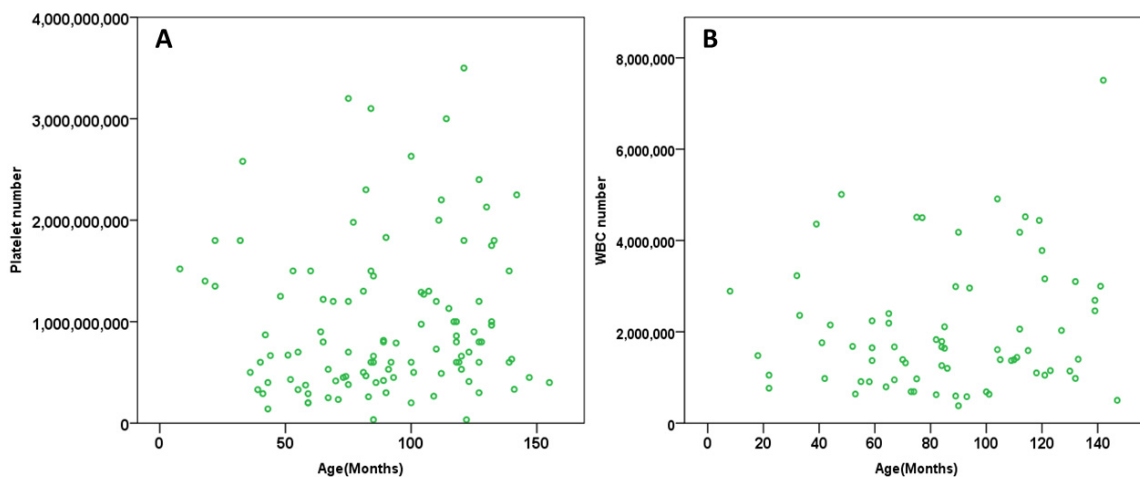 A
Platelet number
4,000,000,000
3,000,000,000
2,000,000,000
1,000,000,000
0
0 50 100 150
Age(Months)
B
WBC number
8,000,000
6,000,000
4,000,000
2,000,000
0
0 20 40 60 80 100 120 140
Age(Months)